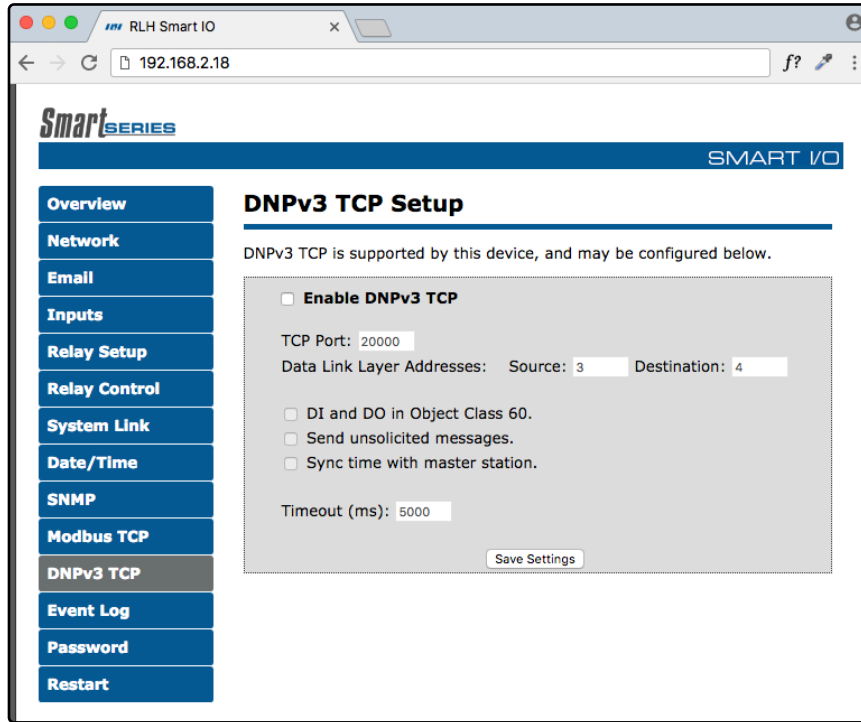 RLH Smart IO
192.168.2.18
f?
Smart SERIES
SMART I/O
Overview
Network
Email
Inputs
Relay Setup
Relay Control
System Link
Date/Time
SNMP
Modbus TCP
DNPv3 TCP
Event Log
Password
Restart
DNPv3 TCP Setup
DNPv3 TCP is supported by this device, and may be configured below.
Enable DNPv3 TCP
TCP Port: 20000
Data Link Layer Addresses: Source: 3 Destination: 4
DI and DO in Object Class 60.
Send unsolicited messages.
Sync time with master station.
Timeout (ms): 5000
Save Settings